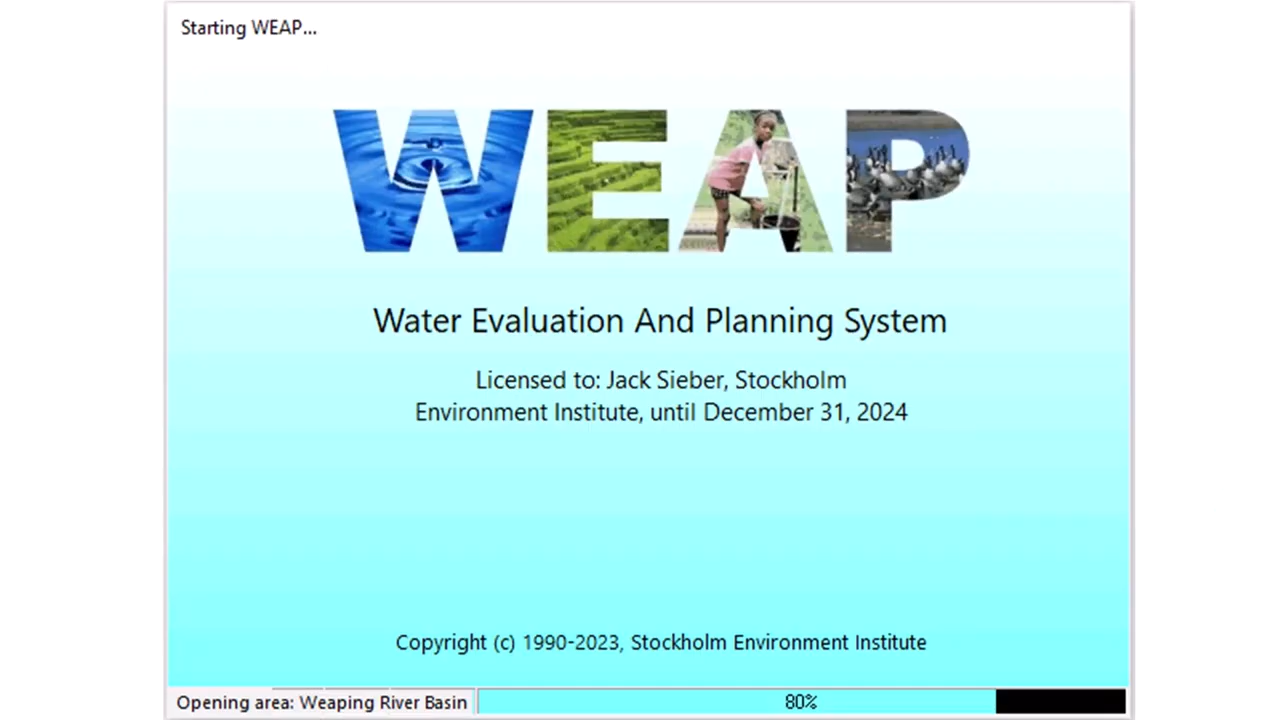 Starting WEAP...
WEAP
Water Evaluation And Planning System
Licensed to: Jack Sieber, Stockholm
Environment Institute, until December 31, 2024
Copyright (c) 1990-2023, Stockholm Environment Institute
Opening area: Weaping River Basin
80%